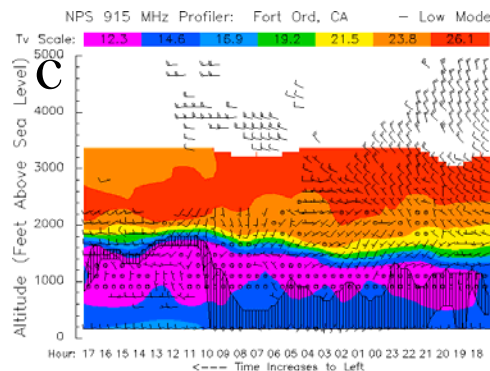 NPS 915 MHz Profiler: Fort Ord, CA — Low Mode
Tv Scale: 12.3 14.6 16.9 19.2 21.5 23.8 26.1
C
Altitude (Feet Above Sea Level)
5000
4000
3000
2000
1000
0
Hour: 17 16 15 14 13 12 11 10 09 08 07 06 05 04 03 02 01 00 23 22 21 20 19 18
<--- Time Increases to Left